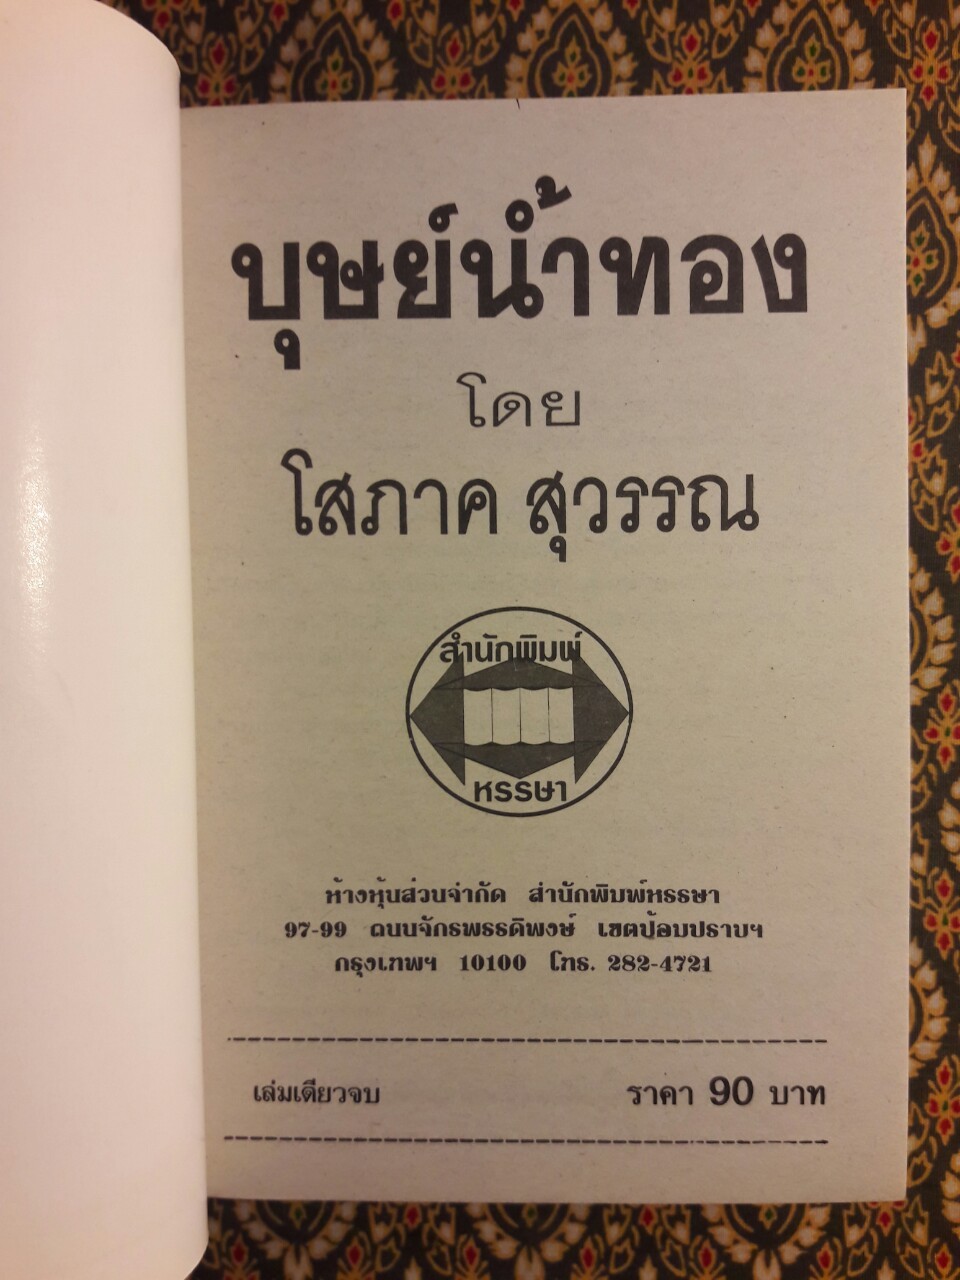 บุษย์น้ำทอง
โดย
โสภาค สุวรรณ
สำนักพิมพ์
หรรษา
ห้างหุ้นส่วนจำกัด สำนักพิมพ์หรรษา
97-99 ถนนจักรพรรดิพงษ์ เขตป้อมปราบฯ
กรุงเทพฯ 10100 โทร. 282-4721
เล่มเดียวจบ ราคา 90 บาท